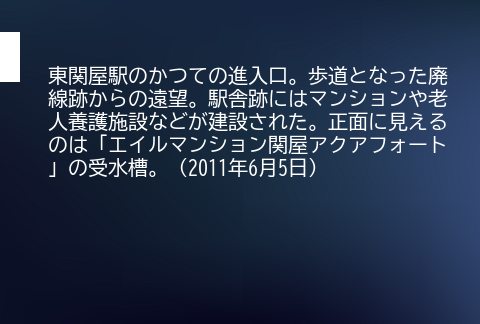 東関屋駅のかつての進入口。歩道となった廃
線跡からの遠望。駅舎跡にはマンションや老
人養護施設などが建設された。正面に見える
のは「エイルマンション関屋アクアフォート
」の受水槽。（2011年6月5日）